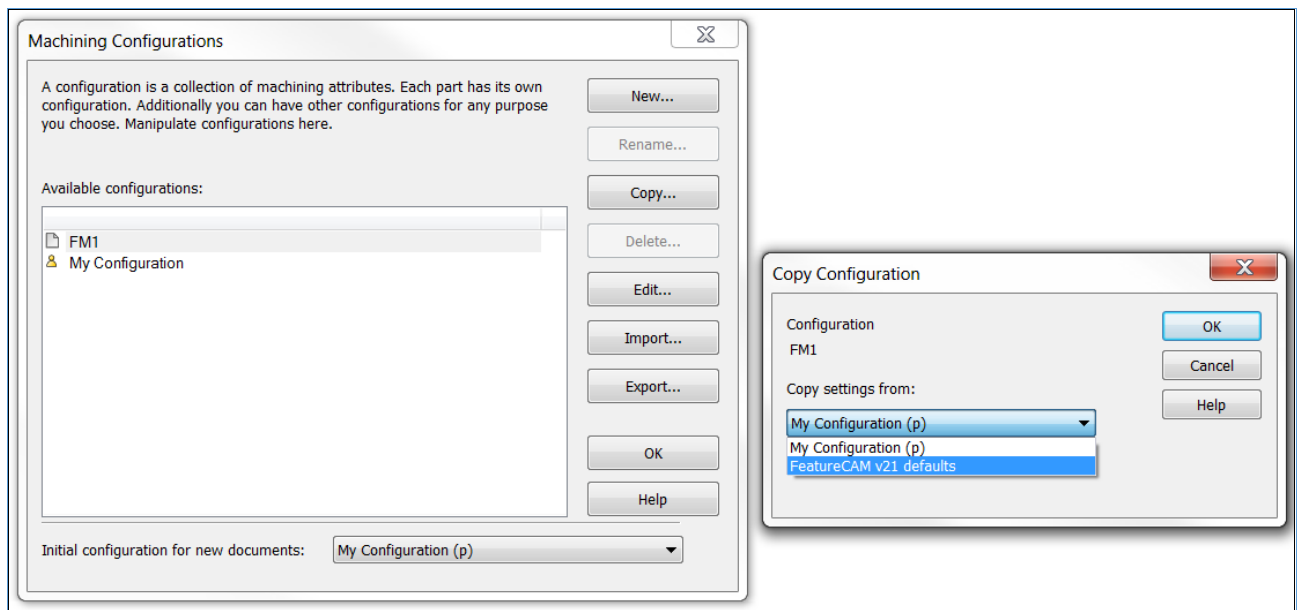 Machining Configurations
A configuration is a collection of machining attributes. Each part has its own
configuration. Additionally you can have other configurations for any purpose
you choose. Manipulate configurations here.
New...
Rename...
Available configurations:
Copy...
FM1
My Configuration
Delete...
Edit...
Import...
Export...
OK
Help
Initial configuration for new documents:
My Configuration (p)
Copy Configuration
Configuration
FM1
OK
Cancel
Copy settings from:
Help
My Configuration (p)
My Configuration (p)
FeatureCAM v21 defaults